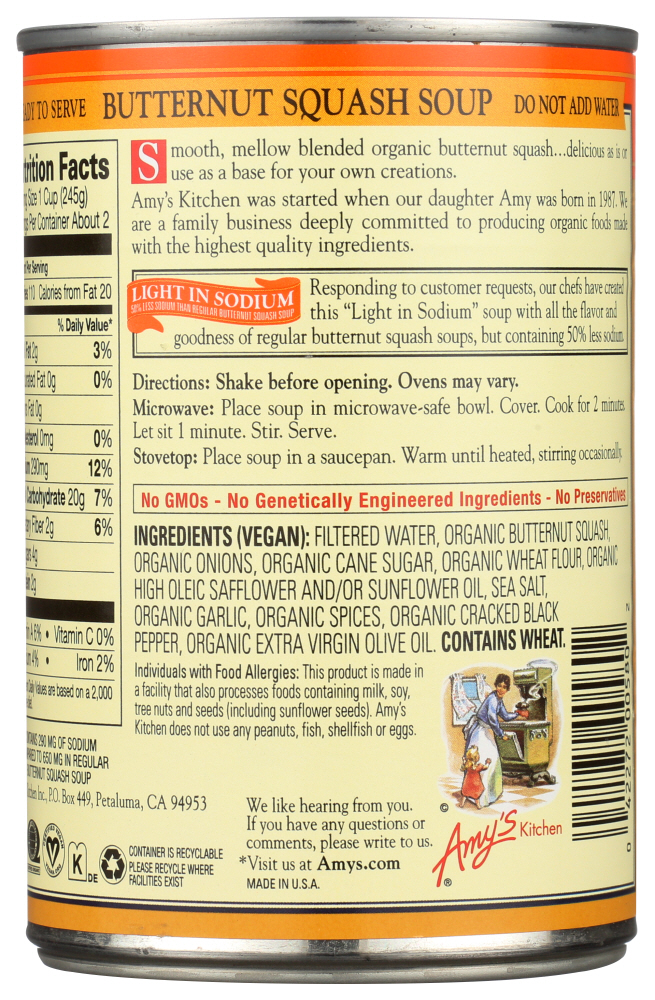 ADY TO SERVE BUTTERNUT SQUASH SOUP DO NOT ADD WATER
Smooth, mellow blended organic butternut squash...delicious as is or
use as a base for your own creations.
Amy's Kitchen was started when our daughter Amy was born in 1987. We
are a family business deeply committed to producing organic foods made
with the highest quality ingredients.
LIGHT IN SODIUM
50% LESS SODIUM THAN REGULAR BUTTERNUT SQUASH SOUP
Responding to customer requests, our chefs have created
this "Light in Sodium" soup with all the flavor and
goodness of regular butternut squash soups, but containing 50% less sodium.
Directions: Shake before opening. Ovens may vary.
Microwave: Place soup in microwave-safe bowl. Cover. Cook for 2 minutes.
Let sit 1 minute. Stir. Serve.
Stovetop: Place soup in a saucepan. Warm until heated, stirring occasionally.
No GMOs - No Genetically Engineered Ingredients - No Preservatives
INGREDIENTS (VEGAN): FILTERED WATER, ORGANIC BUTTERNUT SQUASH,
ORGANIC ONIONS, ORGANIC CANE SUGAR, ORGANIC WHEAT FLOUR, ORGANIC
HIGH OLEIC SAFFLOWER AND/OR SUNFLOWER OIL, SEA SALT,
ORGANIC GARLIC, ORGANIC SPICES, ORGANIC CRACKED BLACK
PEPPER, ORGANIC EXTRA VIRGIN OLIVE OIL. CONTAINS WHEAT.
Individuals with Food Allergies: This product is made in
a facility that also processes foods containing milk, soy,
tree nuts and seeds (including sunflower seeds). Amy's
Kitchen does not use any peanuts, fish, shellfish or eggs.
trition Facts
Size 1 Cup (245g)
Per Container About 2
Per Serving
110 Calories from Fat 20
% Daily Value*
Fat 2g 3%
ated Fat 0g 0%
Fat 0g
sterol 0mg 0%
290mg 12%
Carbohydrate 20g 7%
Fiber 2g 6%
4g
2g
A 6% • Vitamin C 0%
4% • Iron 2%
Daily Values are based on a 2,000
290 MG OF SODIUM
TO 650 MG IN REGULAR
BUTTERNUT SQUASH SOUP
Inc., P.O. Box 449, Petaluma, CA 94953
K
DE
CONTAINER IS RECYCLABLE
PLEASE RECYCLE WHERE
FACILITIES EXIST
We like hearing from you.
If you have any questions or
comments, please write to us.
*Visit us at Amys.com
MADE IN U.S.A.
©
Amy's Kitchen
®
0 42272 00580 2